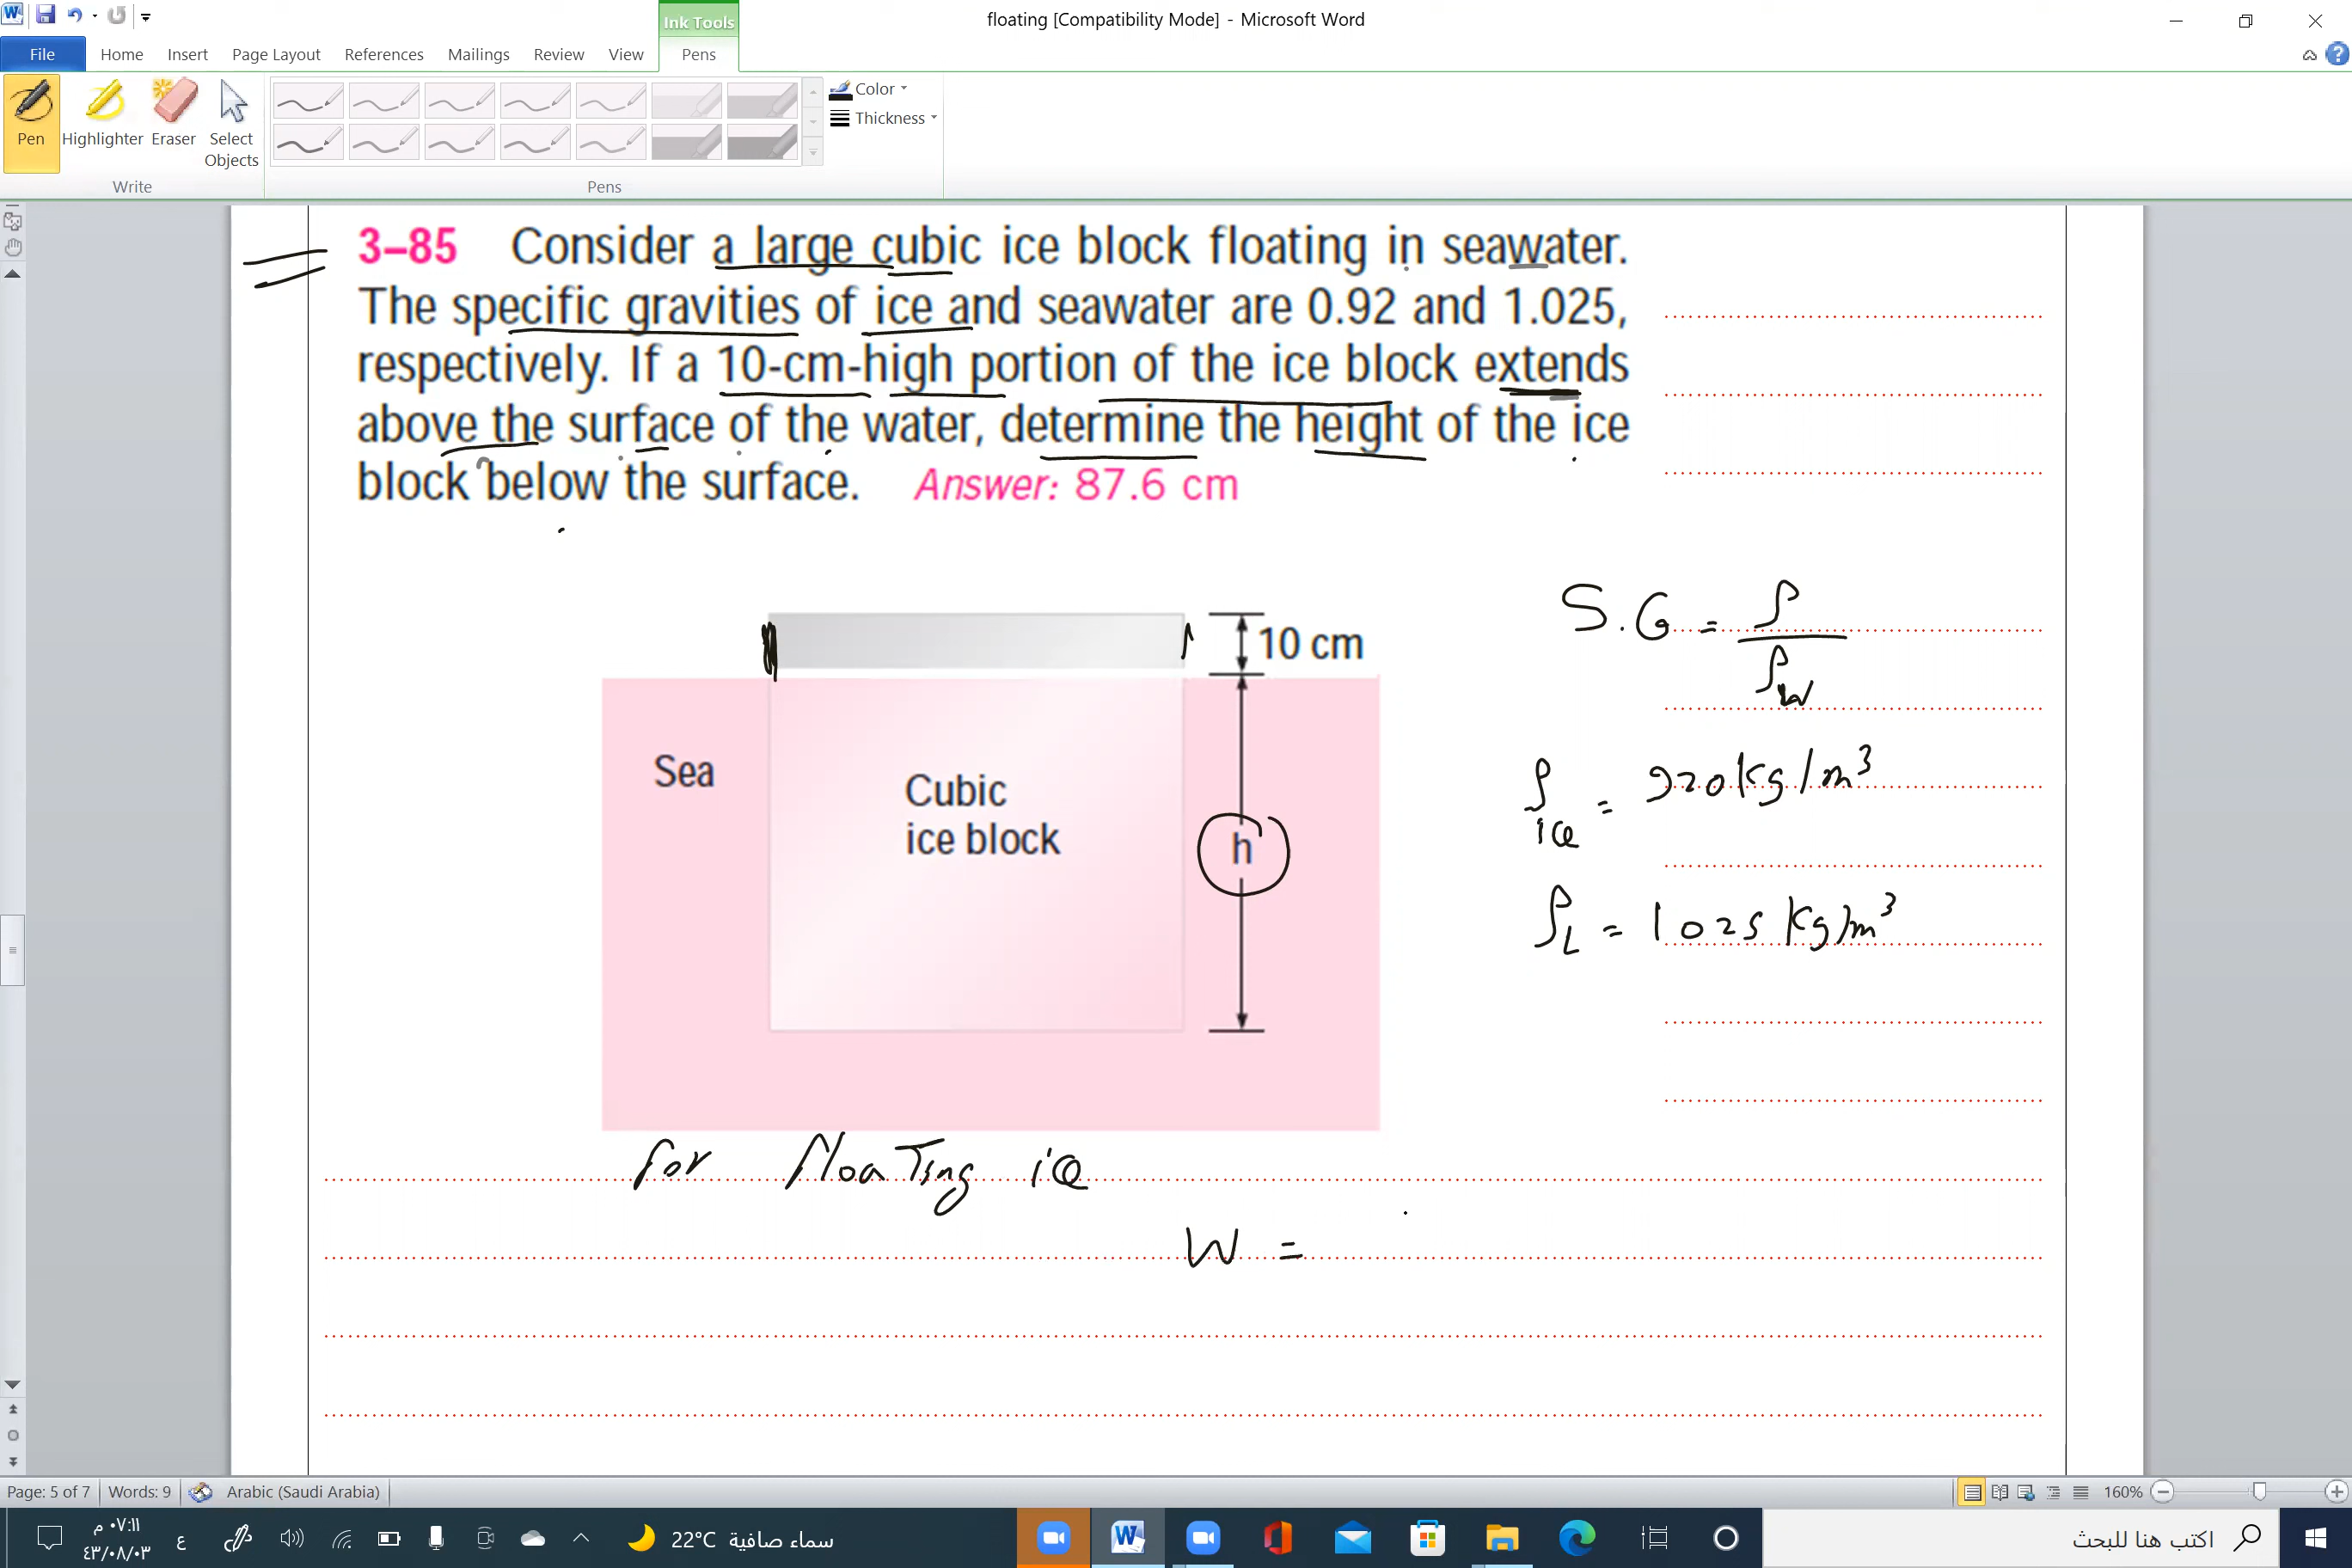 floating [Compatibility Mode] - Microsoft Word
Ink Tools
File Home Insert Page Layout References Mailings Review View Pens
Pen Highlighter Eraser Select Objects
Color
Thickness
Write
Pens
3–85 Consider a large cubic ice block floating in seawater.
The specific gravities of ice and seawater are 0.92 and 1.025,
respectively. If a 10-cm-high portion of the ice block extends
above the surface of the water, determine the height of the ice
block below the surface. Answer: 87.6 cm
10 cm
Sea
Cubic
ice block
h
S.G = ρ / ρw
ρice = 920 kg/m³
ρL = 1025 kg/m³
for floaTing ice
W =
Page: 5 of 7 Words: 9 Arabic (Saudi Arabia) 160%
٠٧:١١ م
٤٣/٠٨/٠٣
ع
22°C سماء صافية
اكتب هنا للبحث